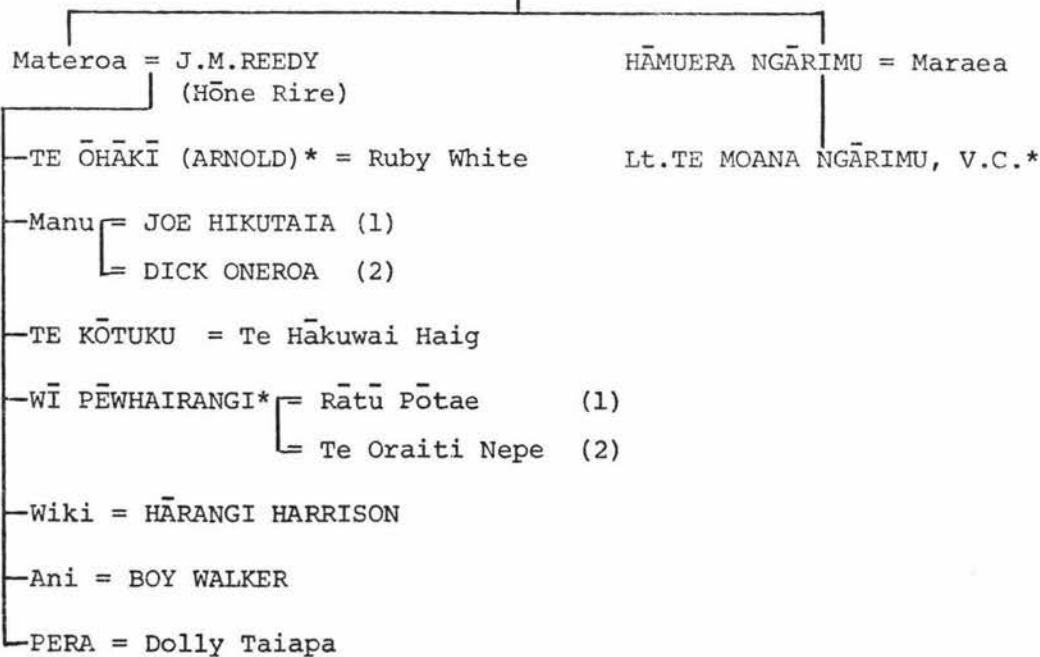 Materoa = J.M.REEDY HĀMUERA NGĀRIMU = Maraea
(Hōne Rire)
TE ŌHĀKĪ (ARNOLD)* = Ruby White Lt.TE MOANA NGĀRIMU, V.C.*
Manu = JOE HIKUTAIA (1)
= DICK ONEROA (2)
TE KŌTUKU = Te Hākuwai Haig
WĪ PĒWHAIRANGI* = Rātū Pōtae (1)
= Te Oraiti Nepe (2)
Wiki = HĀRANGI HARRISON
Ani = BOY WALKER
PERA = Dolly Taiapa